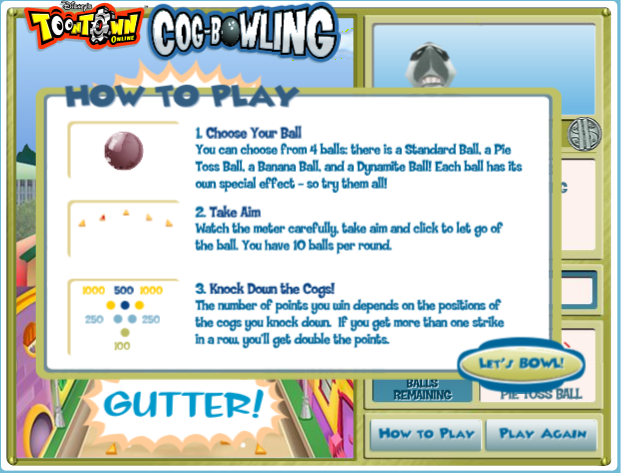 Disney's
TOONTOWN
ONLINE
COG-BOWLING
HOW TO PLAY
1. Choose Your Ball
You can choose from 4 balls: there is a Standard Ball, a Pie
Toss Ball, a Banana Ball, and a Dynamite Ball! Each ball has its
own special effect - so try them all!
2. Take Aim
Watch the meter carefully, take aim and click to let go of
the ball. You have 10 balls per round.
1000 500 1000
250 250
100
3. Knock Down the Cogs!
The number of points you win depends on the positions of
the cogs you knock down. If you get more than one strike
in a row, you'll get double the points.
LET'S BOWL!
GUTTER!
BALLS
REMAINING
PIE TOSS BALL
HOW TO PLAY
PLAY AGAIN